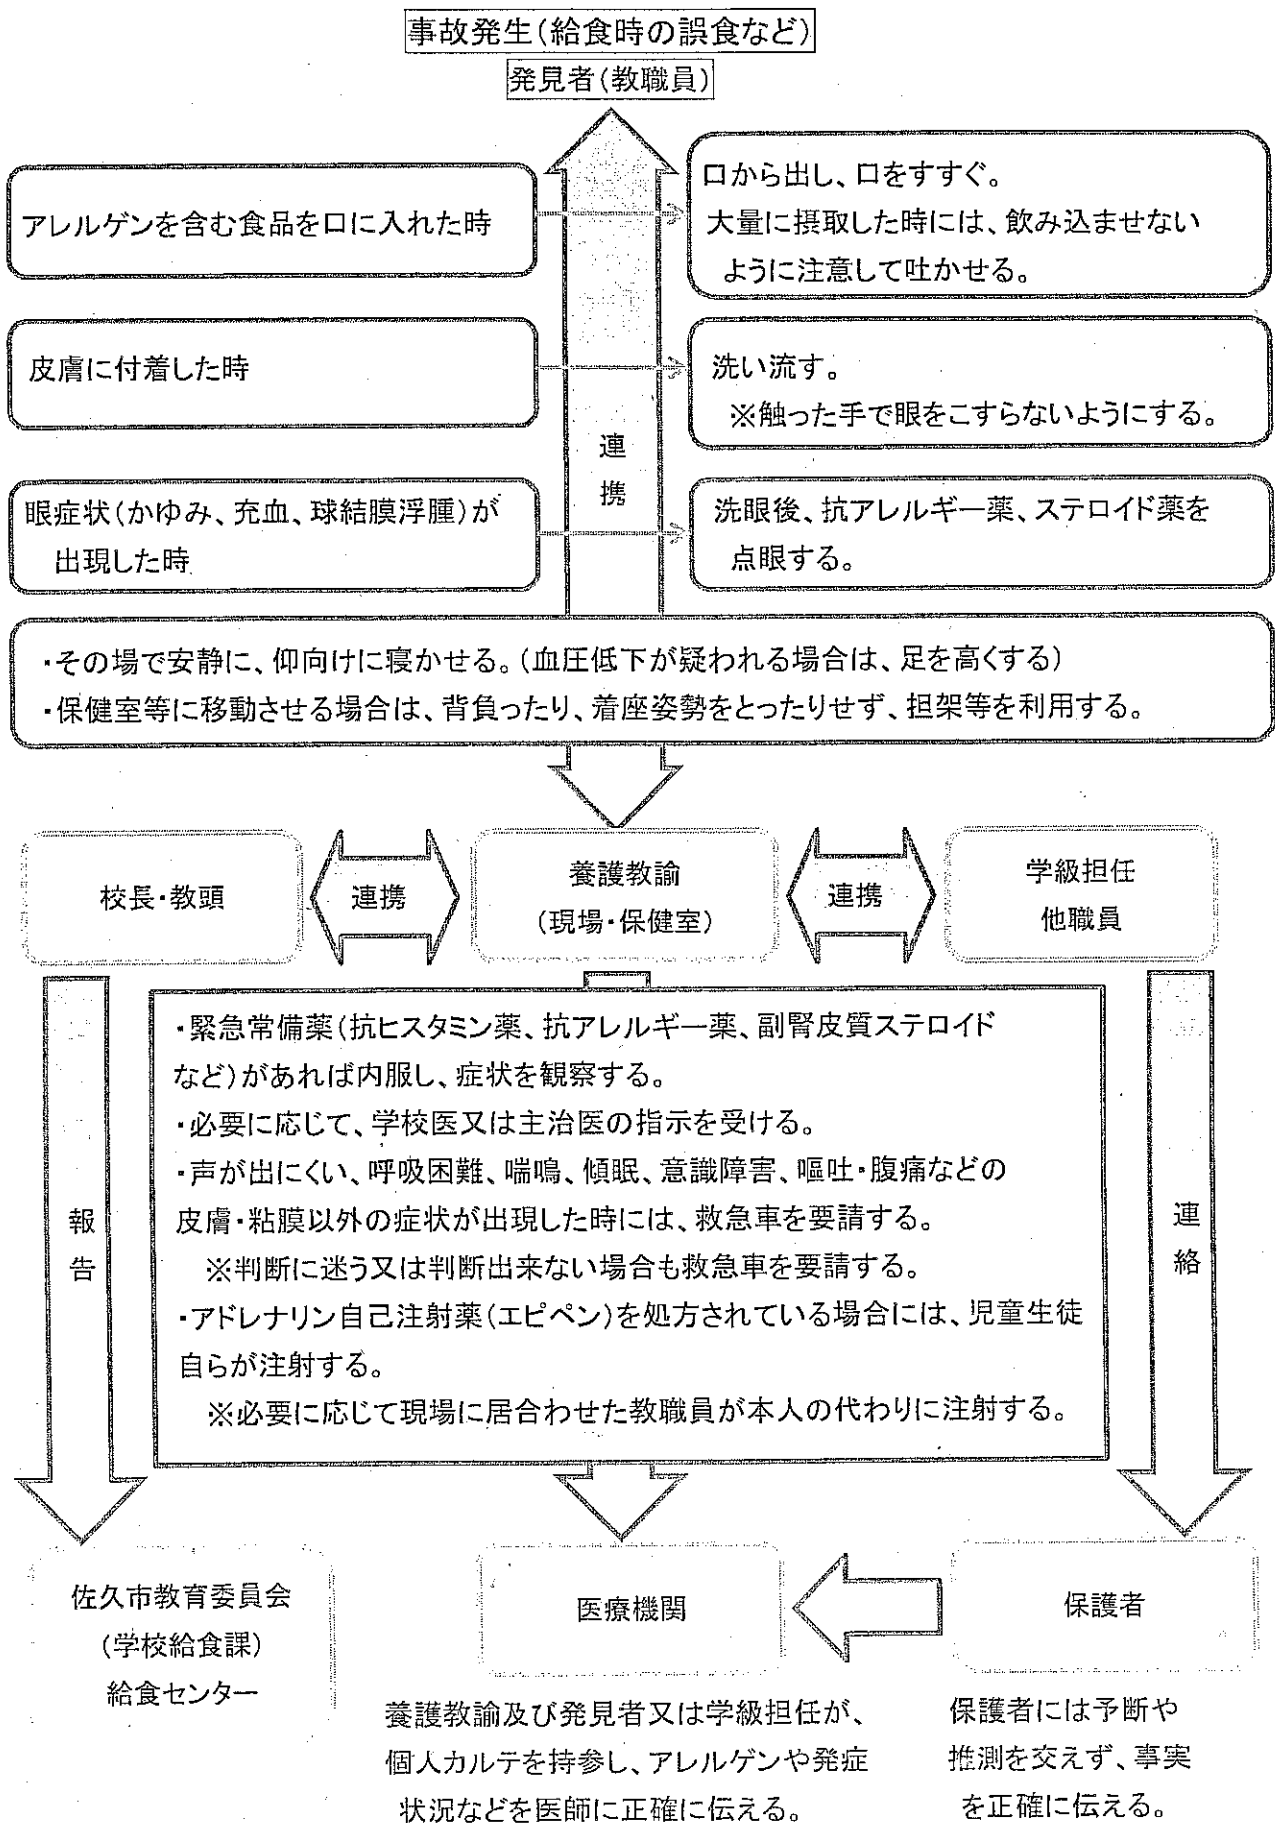 事故発生(給食時の誤食など)
発見者(教職員)
アレルゲンを含む食品を口に入れた時
口から出し、口をすすぐ。
大量に摂取した時には、飲み込ませない
ように注意して吐かせる。
皮膚に付着した時
洗い流す。
※触った手で眼をこすらないようにする。
連
携
眼症状(かゆみ、充血、球結膜浮腫)が
出現した時
洗眼後、抗アレルギー薬、ステロイド薬を
点眼する。
・その場で安静に、仰向けに寝かせる。(血圧低下が疑われる場合は、足を高くする)
・保健室等に移動させる場合は、背負ったり、着座姿勢をとったりせず、担架等を利用する。
校長・教頭
連携
養護教諭
(現場・保健室)
連携
学級担任
他職員
・緊急常備薬(抗ヒスタミン薬、抗アレルギー薬、副腎皮質ステロイド
など)があれば内服し、症状を観察する。
・必要に応じて、学校医又は主治医の指示を受ける。
・声が出にくい、呼吸困難、喘鳴、傾眠、意識障害、嘔吐・腹痛などの
皮膚・粘膜以外の症状が出現した時には、救急車を要請する。
※判断に迷う又は判断出来ない場合も救急車を要請する。
・アドレナリン自己注射薬(エピペン)を処方されている場合には、児童生徒
自らが注射する。
※必要に応じて現場に居合わせた教職員が本人の代わりに注射する。
報
告
連
絡
佐久市教育委員会
(学校給食課)
給食センター
医療機関
保護者
養護教諭及び発見者又は学級担任が、
個人カルテを持参し、アレルゲンや発症
状況などを医師に正確に伝える。
保護者には予断や
推測を交えず、事実
を正確に伝える。